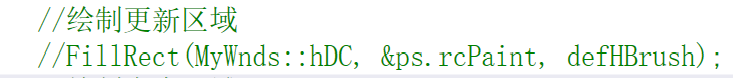 //绘制更新区域
//FillRect(MyWnds::hDC, &ps.rcPaint, defHBrush);